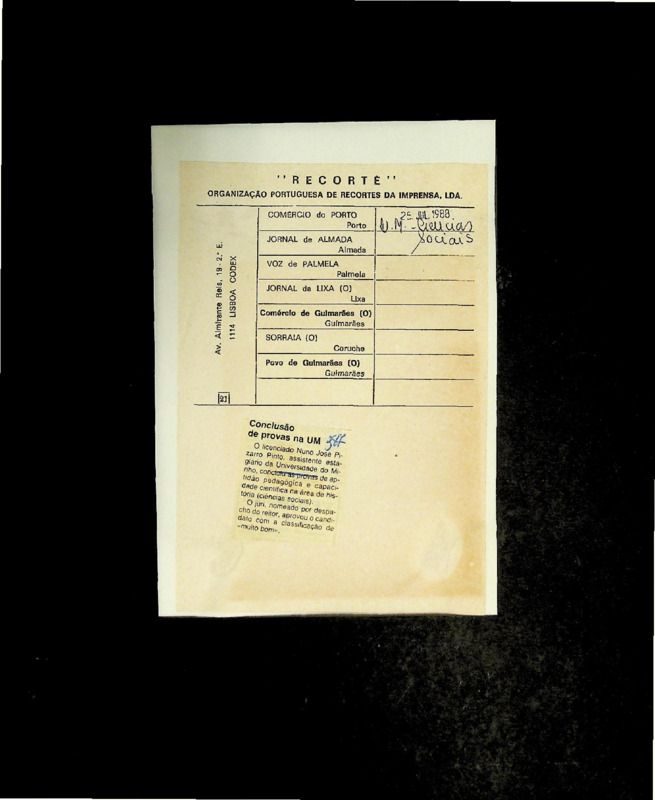 "RECORTE"
ORGANIZAÇÃO PORTUGUESA DE RECORTES DA IMPRENSA, LDA.
Av. Almirante Reis, 19-2.º E.
1114 LISBOA CODEX
21
COMÉRCIO do PORTO
Porto
25 JUL 1988
U.M. - Ciências
Sociais
JORNAL de ALMADA
Almada
VOZ de PALMELA
Palmela
JORNAL da LIXA (O)
Lixa
Comércio de Guimarães (O)
Guimarães
SORRAIA (O)
Coruche
Povo de Guimarães (O)
Guimarães
Conclusão
de provas na UM
O licenciado Nuno José Pi-
zarro Pinto, assistente esta-
giário da Universidade do Mi-
nho, concluiu as provas de ap-
tidão pedagógica e capaci-
dade científica na área de his-
tória (ciências sociais).
O júri, nomeado por despa-
cho do reitor, aprovou o candi-
dato com a classificação de
«muito bom».